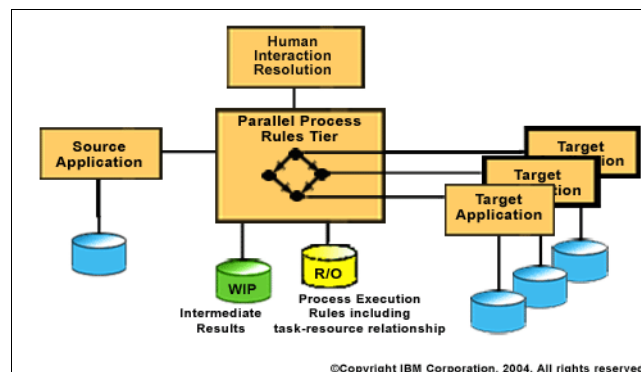 Human
Interaction
Resolution
Parallel Process
Rules Tier
Source
Application
Target
Target
Target
Application
WIP
R/O
Intermediate
Results
Process Execution
Rules including
task-resource relationship
©Copyright IBM Corporation, 2004. All rights reserved